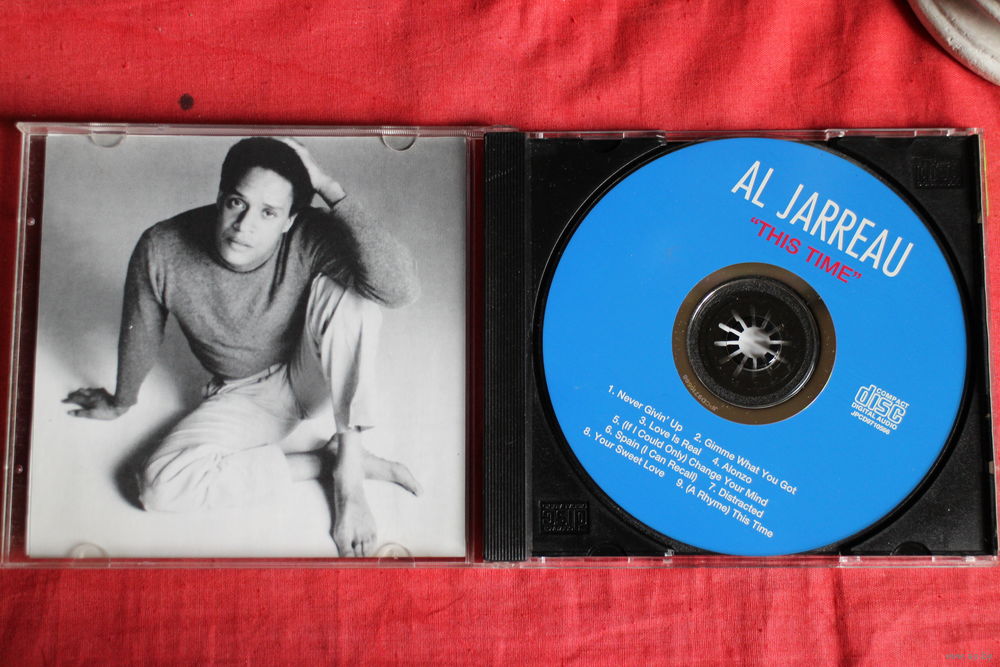 AL JARREAU
“THIS TIME”
COMPACT
disc
DIGITAL AUDIO
JPCD9710566
1. Never Givin' Up 2. Gimme What You Got
3. Love Is Real 4. Alonzo
5. (If I Could Only) Change Your Mind
6. Spain (I Can Recall) 7. Distracted
8. Your Sweet Love 9. (A Rhyme) This Time